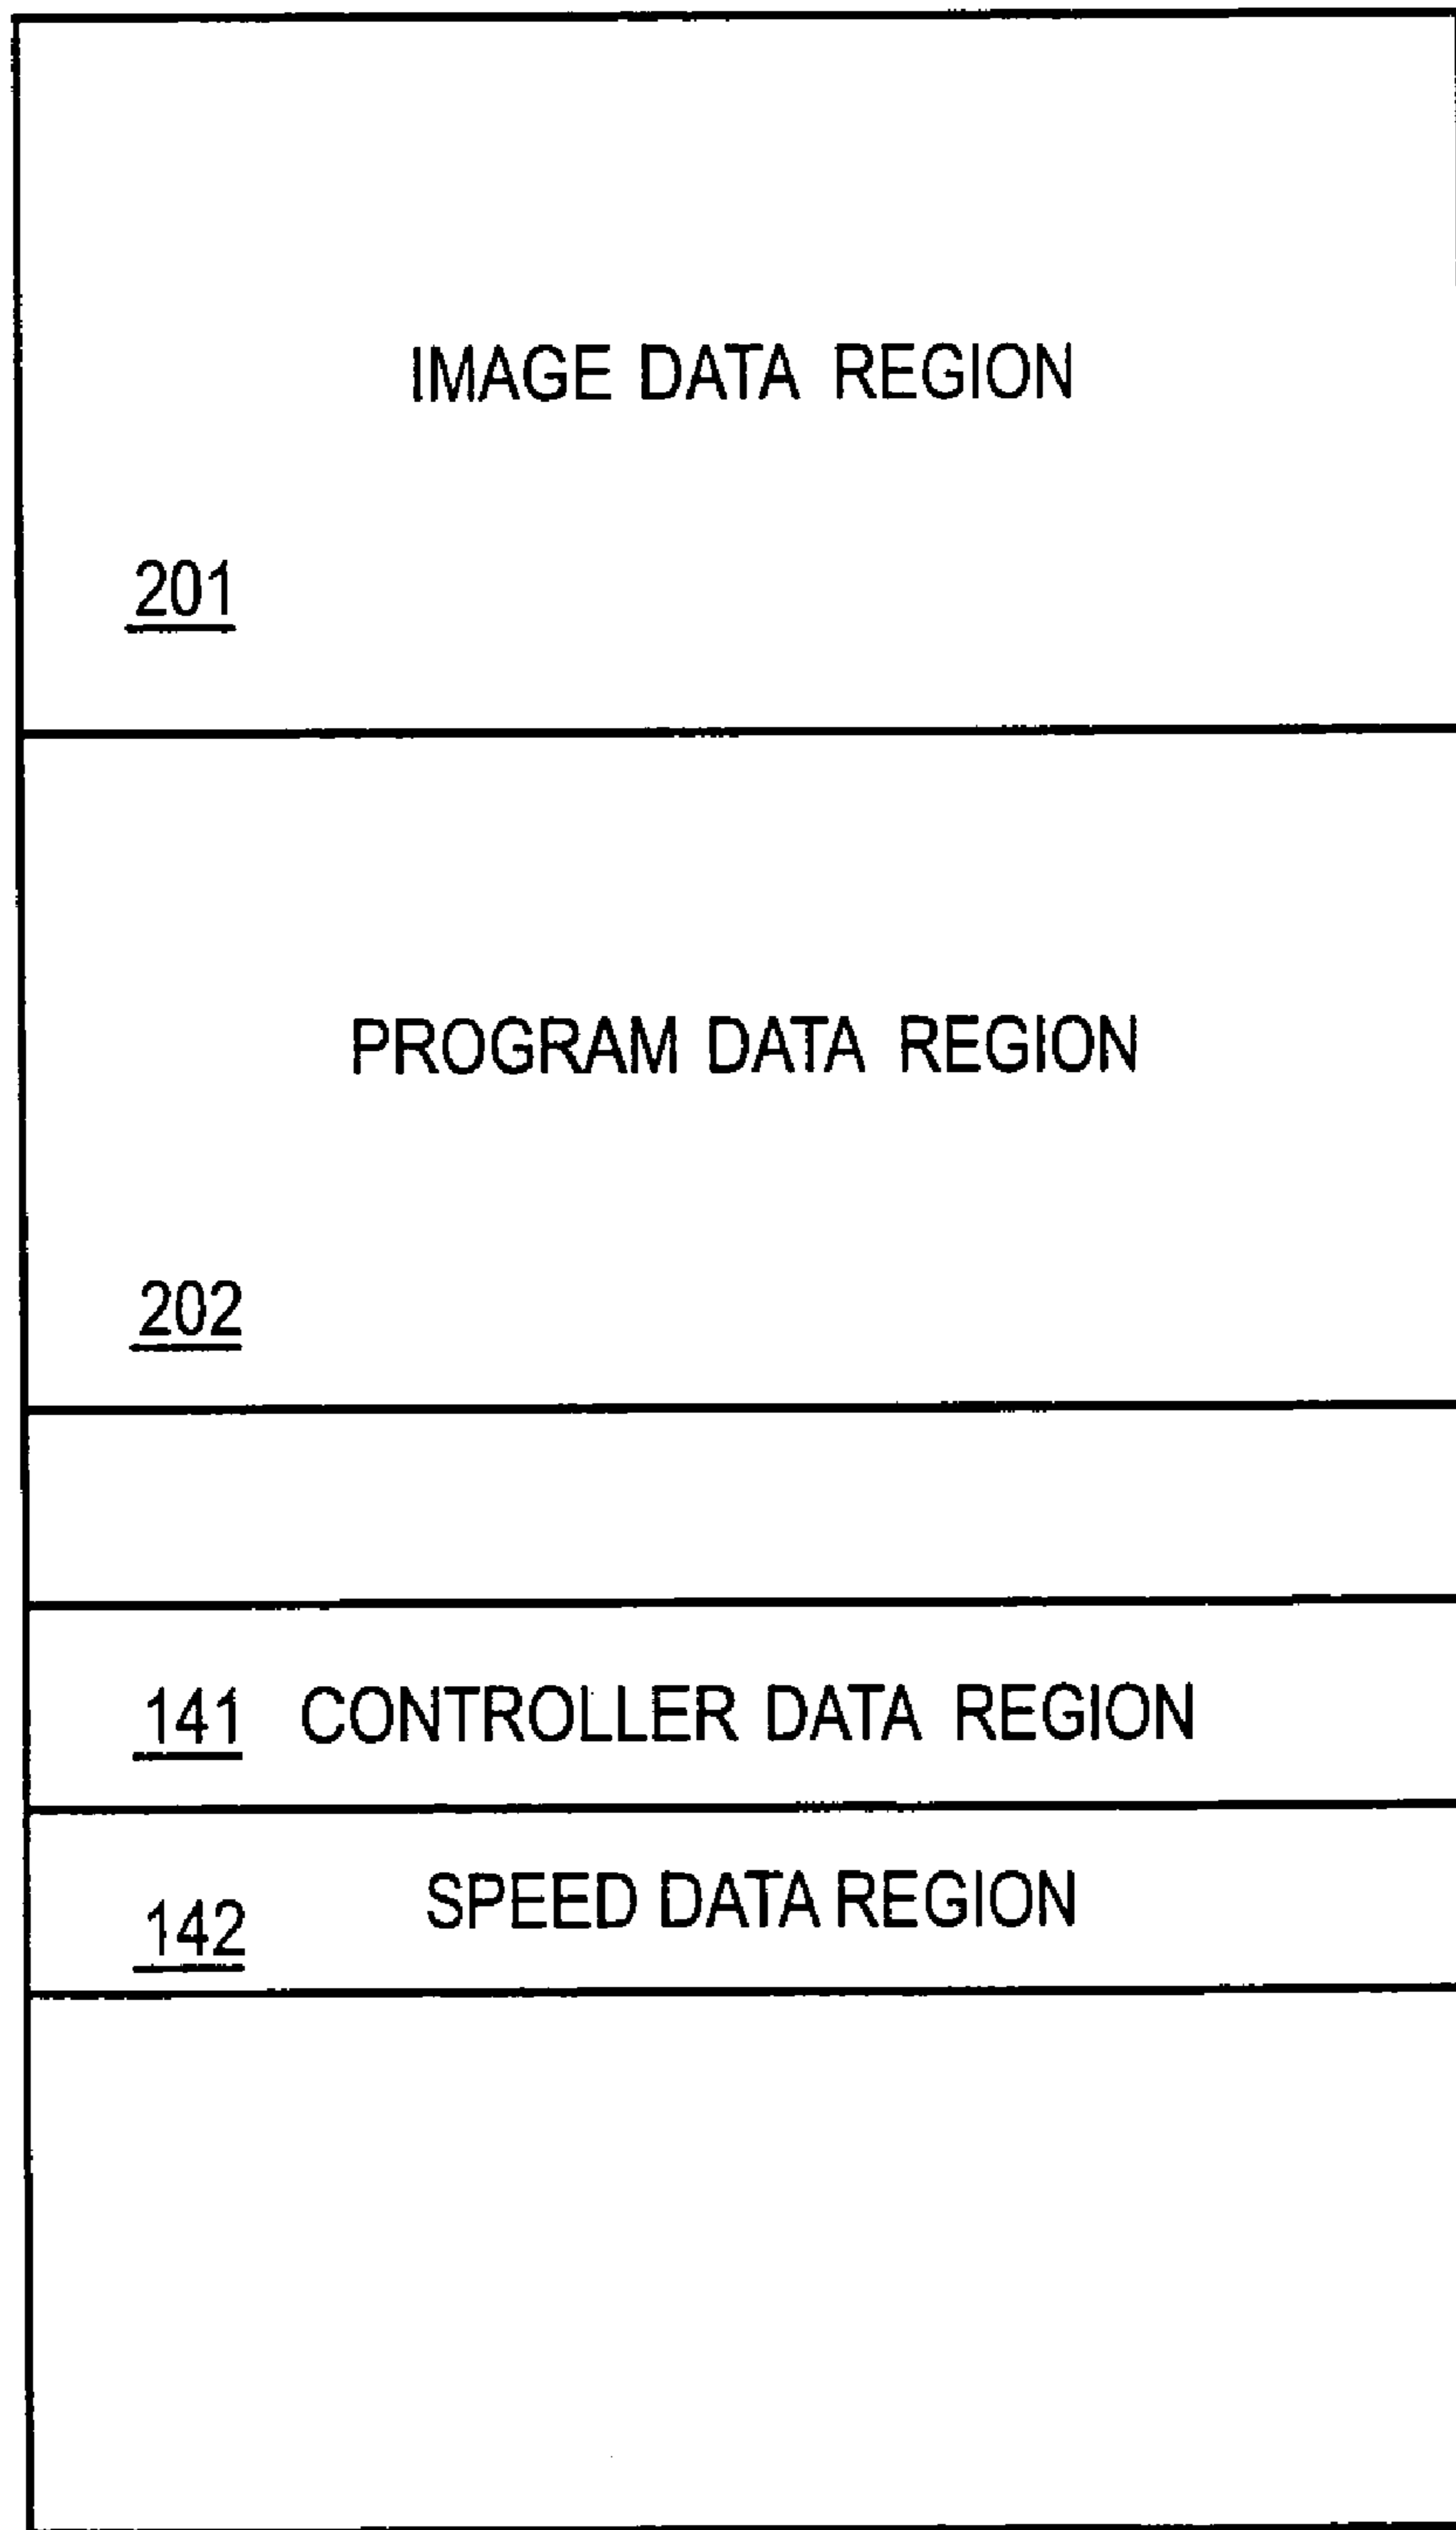 IMAGE DATA REGION
201
PROGRAM DATA REGION
202
141 CONTROLLER DATA REGION
142 SPEED DATA REGION